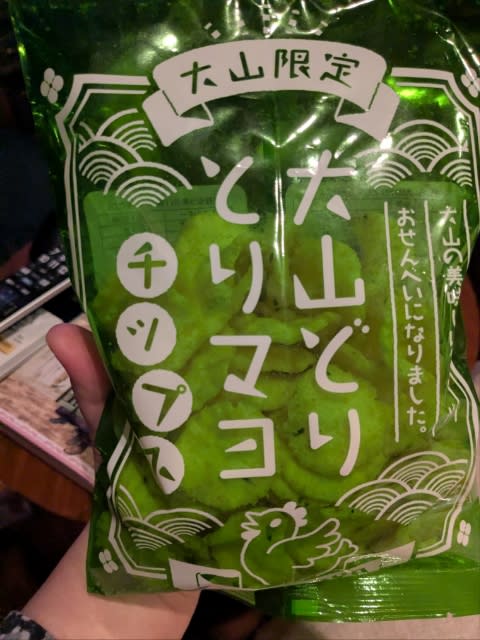 大山限定
大山の美味
おせんべいになりました。
大山どり
とりマヨ
チップス